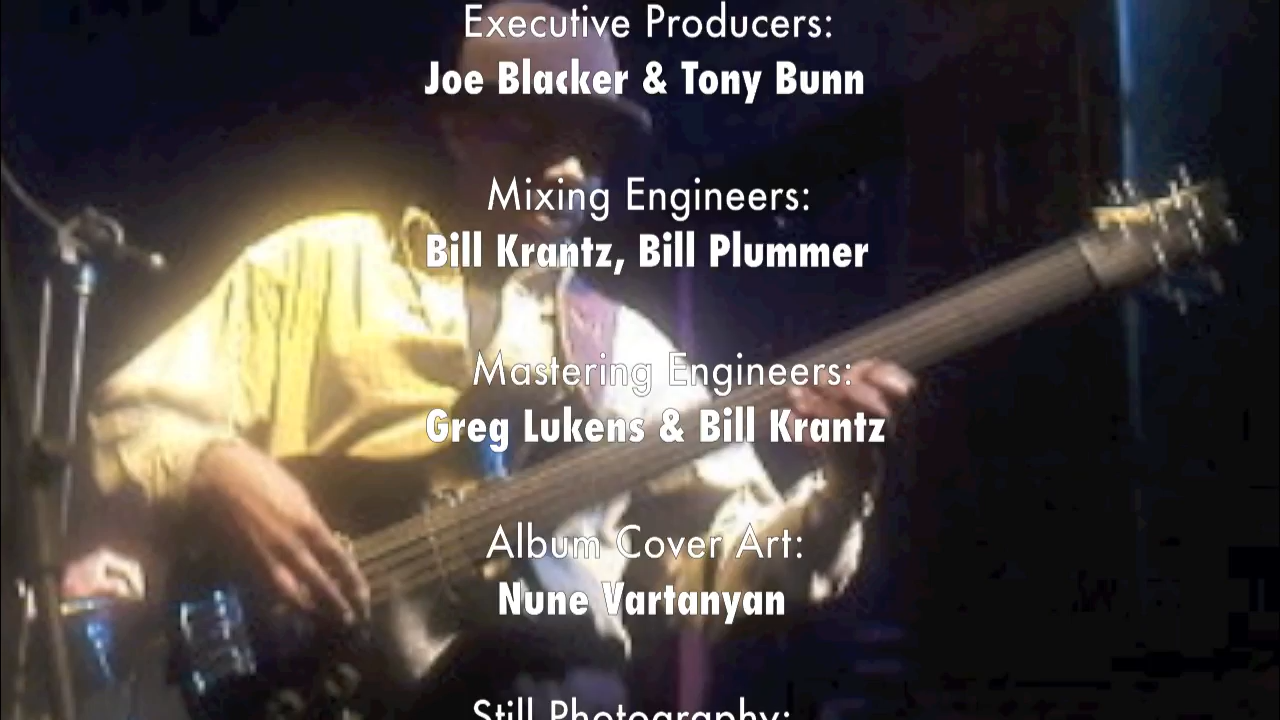 Executive Producers:
Joe Blacker & Tony Bunn
Mixing Engineers:
Bill Krantz, Bill Plummer
Mastering Engineers:
Greg Lukens & Bill Krantz
Album Cover Art:
Nune Vartanyan
Still Photography: